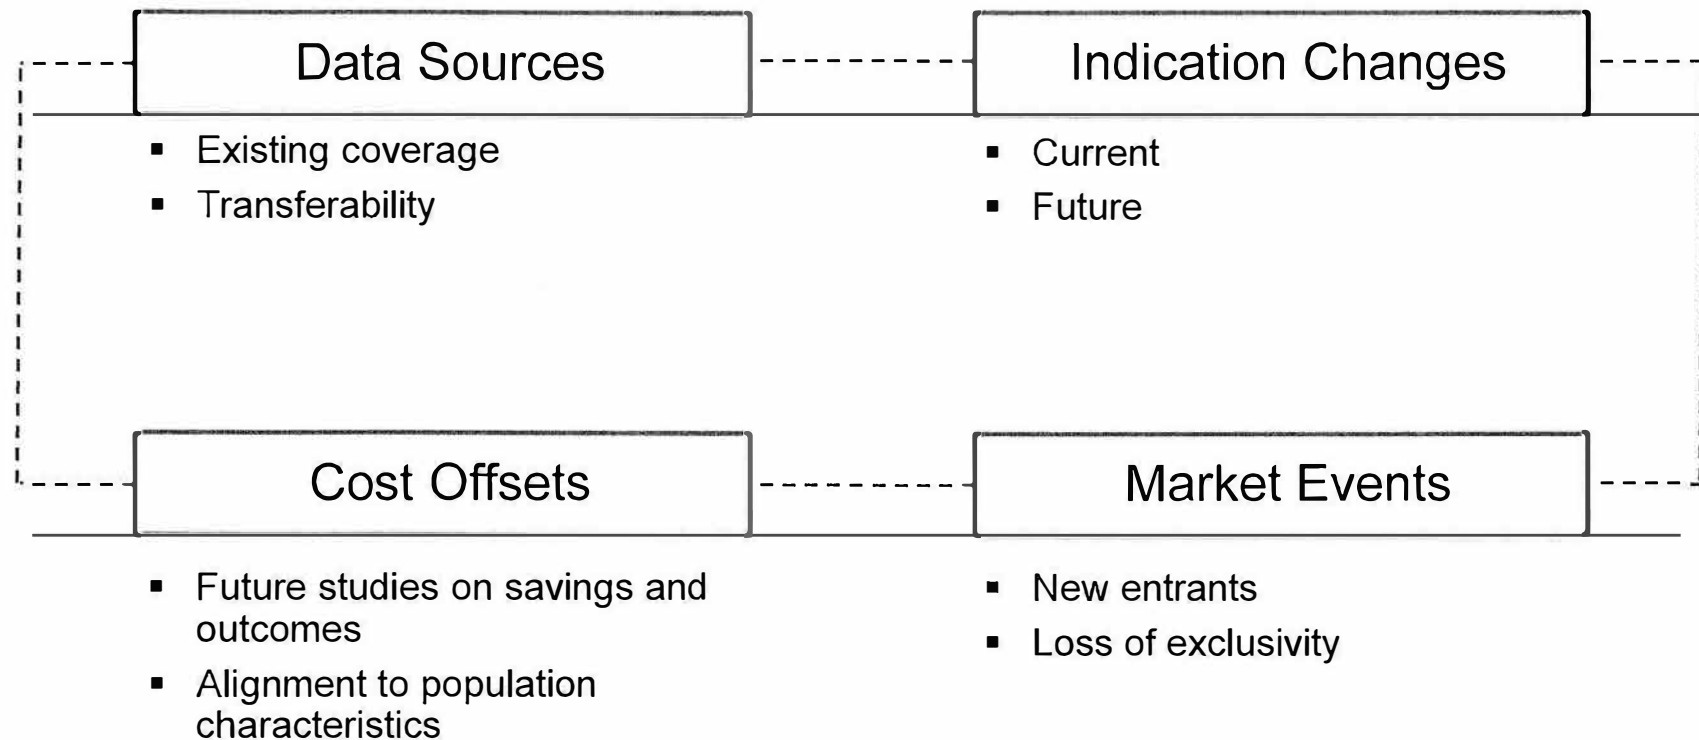 Data Sources
▪ Existing coverage
▪ Transferability
Indication Changes
▪ Current
▪ Future
Cost Offsets
▪ Future studies on savings and
outcomes
▪ Alignment to population
characteristics
Market Events
▪ New entrants
▪ Loss of exclusivity